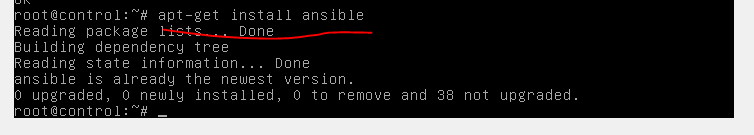 ok
root@control:~# apt-get install ansible
Reading package lists... Done
Building dependency tree
Reading state information... Done
ansible is already the newest version.
0 upgraded, 0 newly installed, 0 to remove and 38 not upgraded.
root@control:~# _